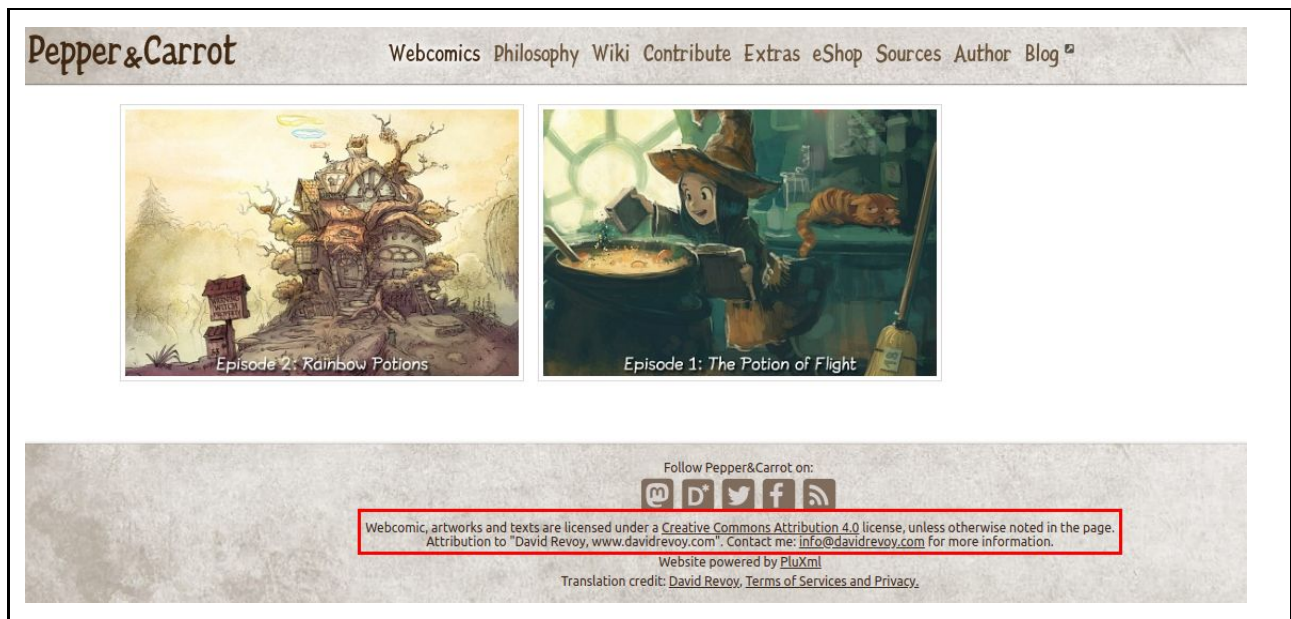 Pepper&Carrot
Webcomics Philosophy Wiki Contribute Extras eShop Sources Author Blog
WITCH
PROPERTY
Episode 2: Rainbow Potions
18
Episode 1: The Potion of Flight
Follow Pepper&Carrot on:
Webcomic, artworks and texts are licensed under a Creative Commons Attribution 4.0 license, unless otherwise noted in the page.
Attribution to "David Revoy, www.davidrevoy.com". Contact me: info@davidrevoy.com for more information.
Website powered by PluXml
Translation credit: David Revoy, Terms of Services and Privacy.